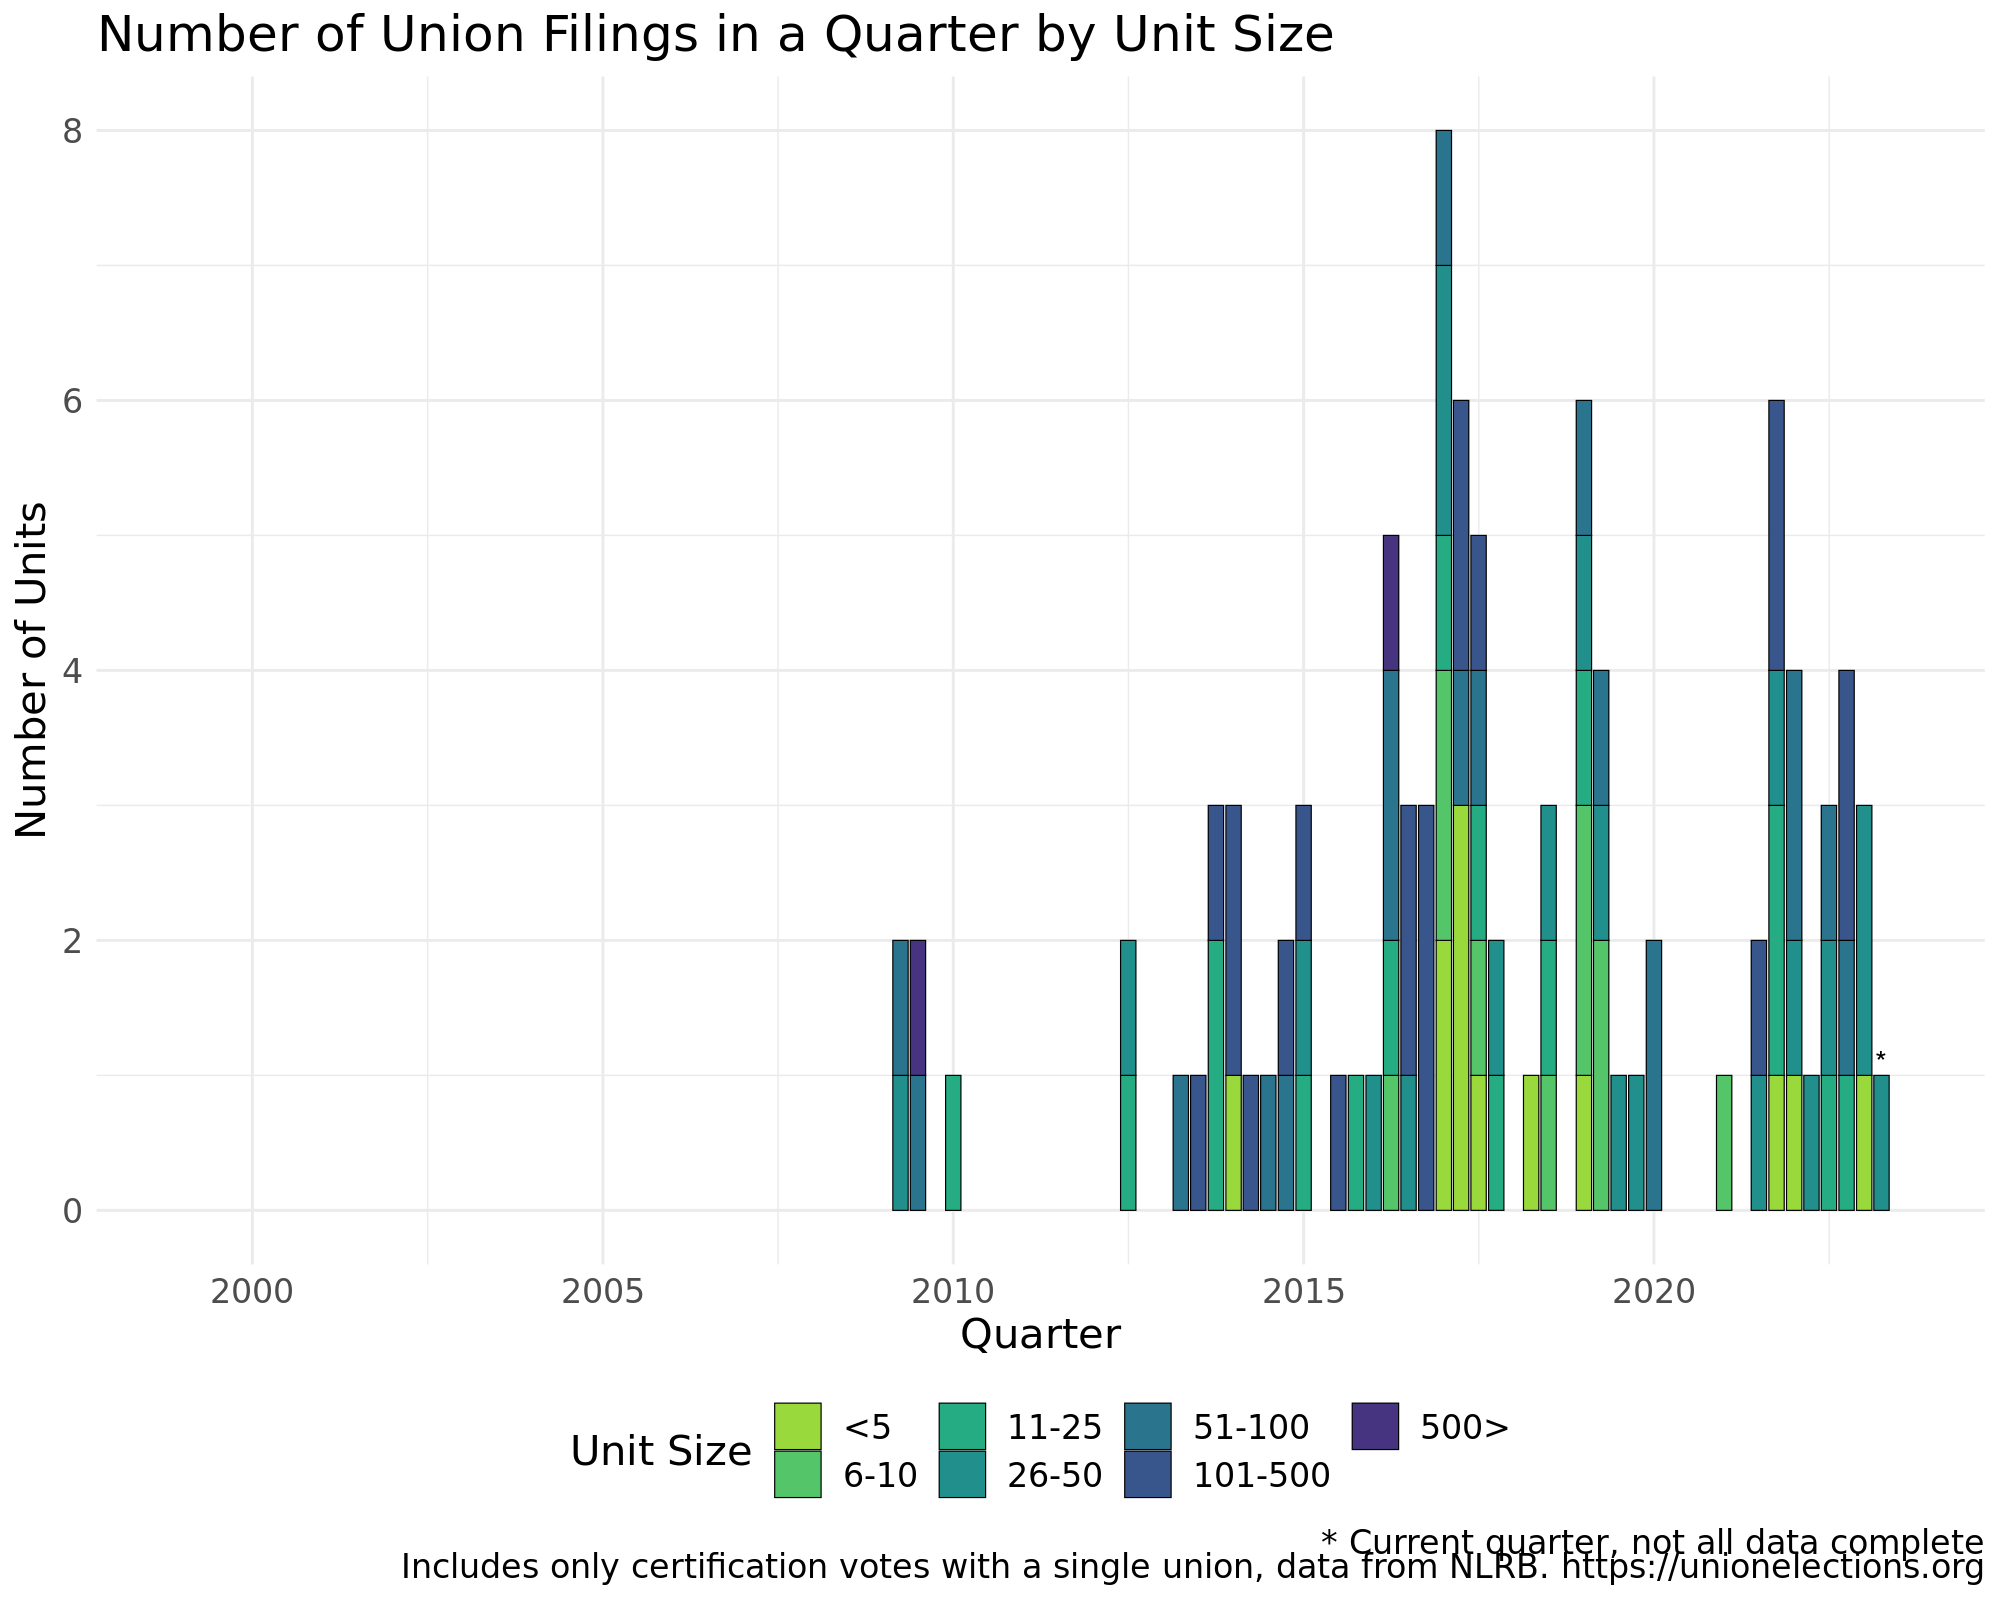 Number of Union Filings in a Quarter by Unit Size
8
6
4
2
0
Number of Units
*
2000 2005 2010 2015 2020
Quarter
Unit Size
<5 11-25 51-100 500>
6-10 26-50 101-500
* Current quarter, not all data complete
Includes only certification votes with a single union, data from NLRB. https://unionelections.org